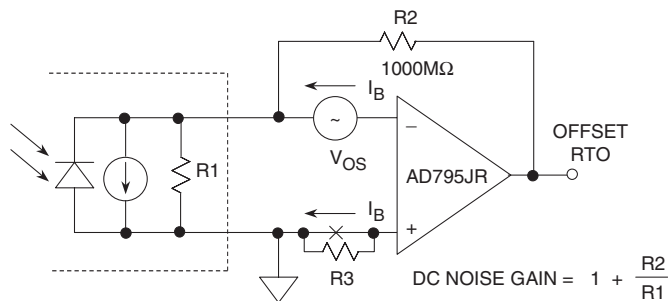 R2
1000MΩ
I_B
~
V_OS
−
R1
AD795JR
OFFSET
RTO
I_B
+
R3
DC NOISE GAIN = 1 + R2/R1